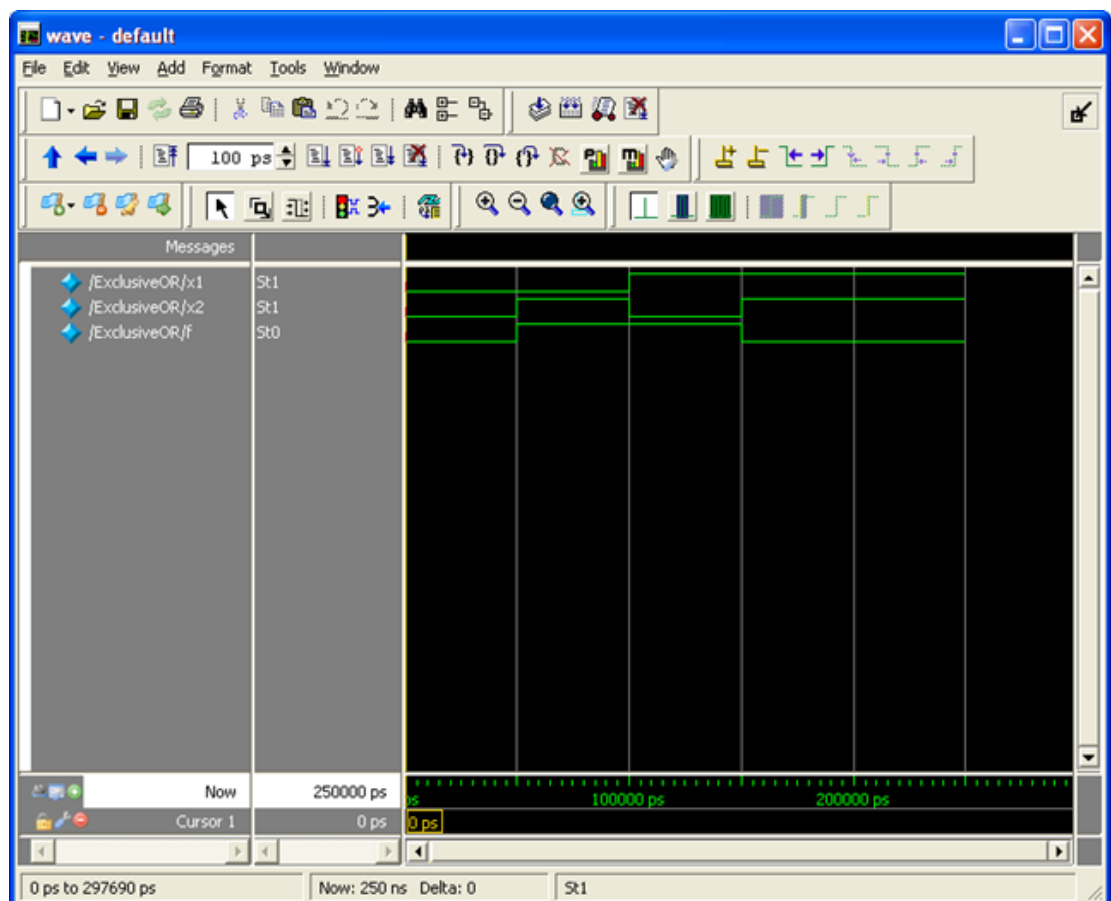 wave - default
File Edit View Add Format Tools Window
100 ps
Messages
/ExclusiveOR/x1 St1
/ExclusiveOR/x2 St1
/ExclusiveOR/f St0
Now 250000 ps
ps 100000 ps 200000 ps
Cursor 1 0 ps 0 ps
0 ps to 297690 ps Now: 250 ns Delta: 0 St1